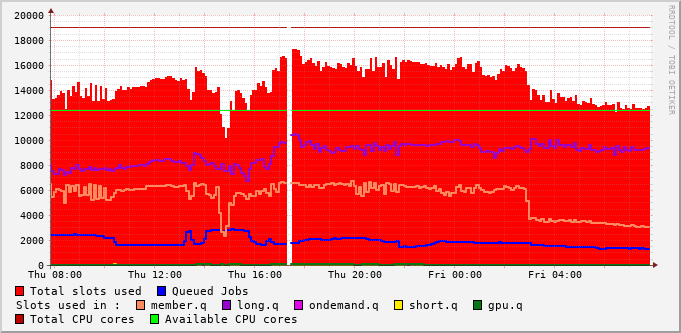 20000
18000
16000
14000
12000
10000
8000
6000
4000
2000
0
Thu 08:00 Thu 12:00 Thu 16:00 Thu 20:00 Fri 00:00 Fri 04:00
Total slots used Queued Jobs
Slots used in : member.q long.q ondemand.q short.q gpu.q
Total CPU cores Available CPU cores
RRDTOOL / TOBI OETIKER